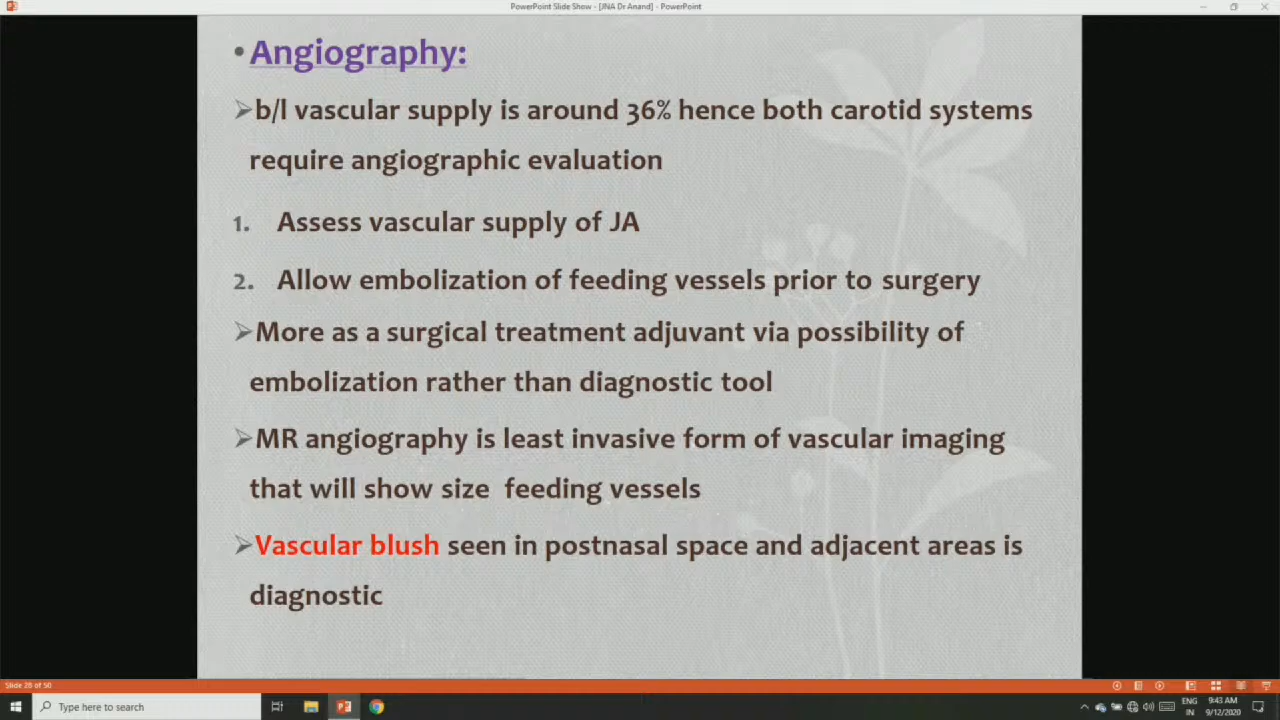 PowerPoint Slide Show - [JNA Dr Anand] - PowerPoint
• Angiography:
➢b/l vascular supply is around 36% hence both carotid systems
require angiographic evaluation
1. Assess vascular supply of JA
2. Allow embolization of feeding vessels prior to surgery
➢More as a surgical treatment adjuvant via possibility of
embolization rather than diagnostic tool
➢MR angiography is least invasive form of vascular imaging
that will show size feeding vessels
➢Vascular blush seen in postnasal space and adjacent areas is
diagnostic
Slide 20 of 50
Type here to search
ENG
IN
9:43 AM
9/12/2020